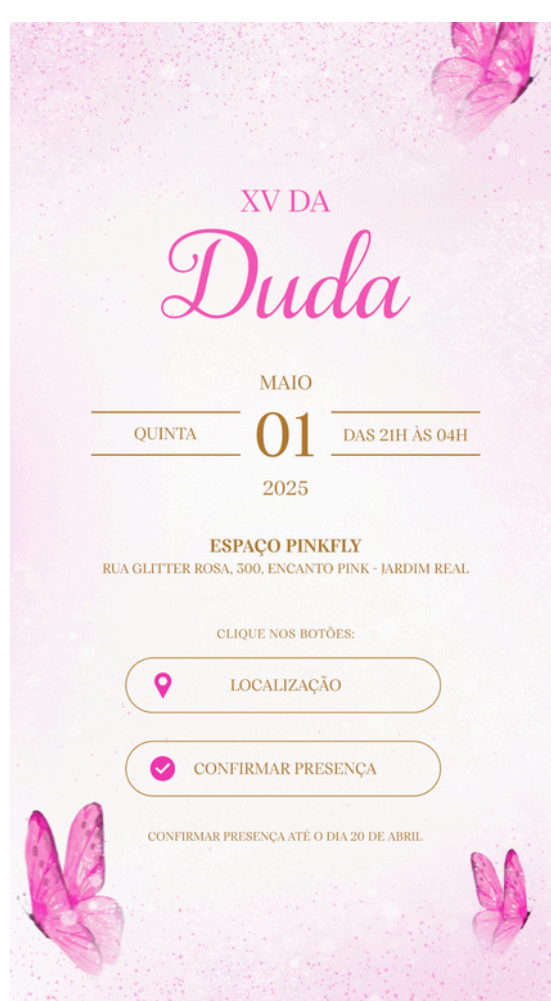 XV DA
Duda
MAIO
QUINTA
01
DAS 21H ÀS 04H
2025
ESPAÇO PINKFLY
RUA GLITTER ROSA, 300, ENCANTO PINK - JARDIM REAL
CLIQUE NOS BOTÕES:
LOCALIZAÇÃO
CONFIRMAR PRESENÇA
CONFIRMAR PRESENÇA ATÉ O DIA 20 DE ABRIL